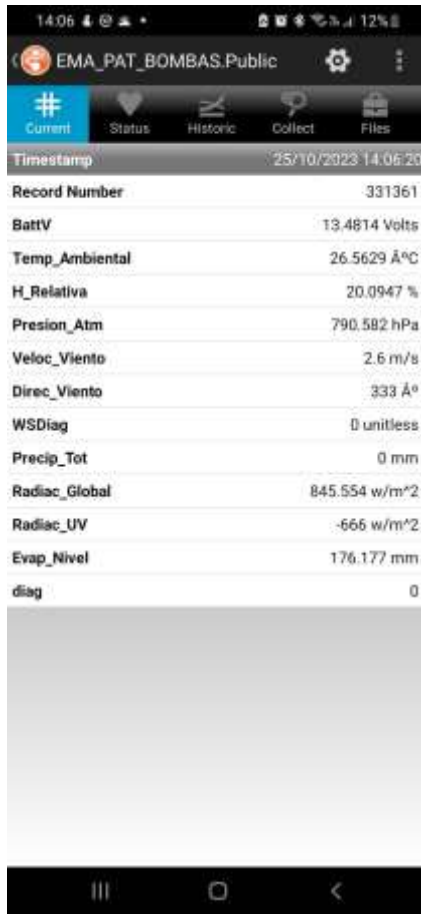 14:06 12%
EMA_PAT_BOMBAS.Public
Current Status Historic Collect Files
Timestamp 25/10/2023 14:06:20
Record Number 331361
BattV 13.4814 Volts
Temp_Ambiental 26.5629 ÂºC
H_Relativa 20.0947 %
Presion_Atm 790.582 hPa
Veloc_Viento 2.6 m/s
Direc_Viento 333 Âº
WSDiag 0 unitless
Precip_Tot 0 mm
Radiac_Global 845.554 w/m^2
Radiac_UV -666 w/m^2
Evap_Nivel 176.177 mm
diag 0